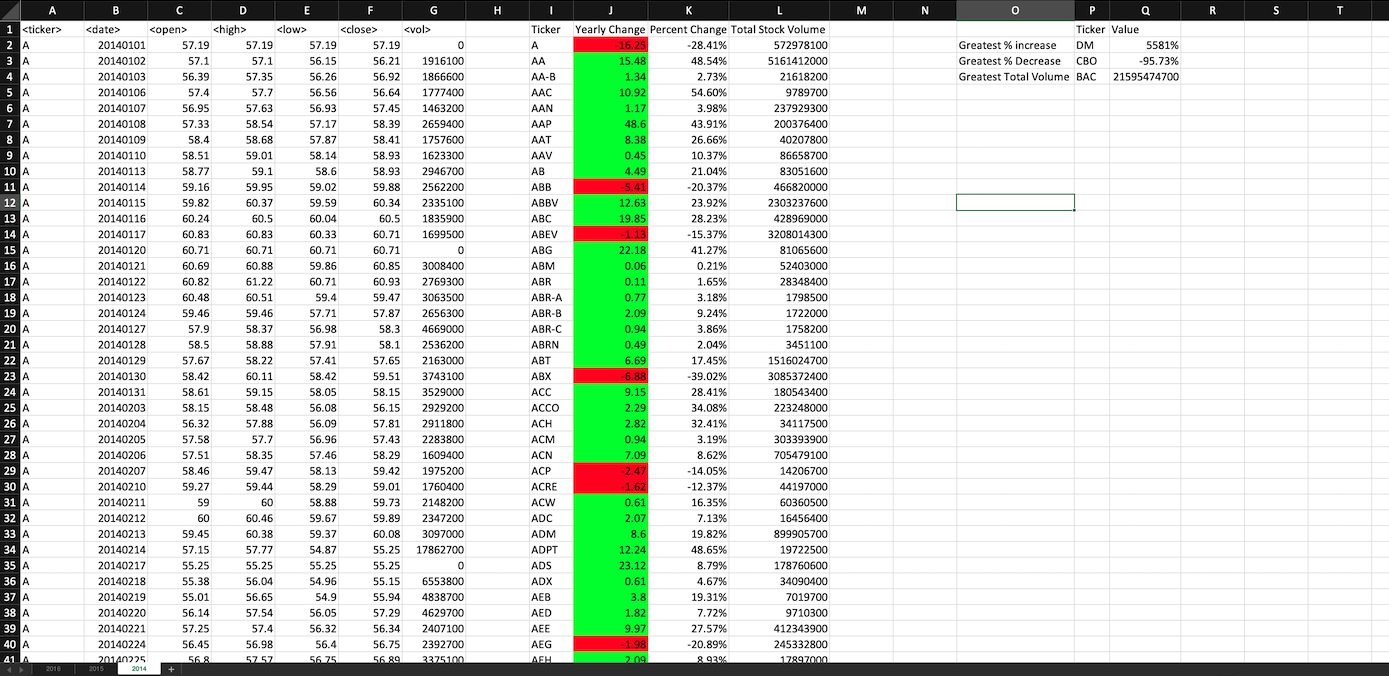 A B C D E F G H I J K L M N O P Q R S T
1 <ticker> <date> <open> <high> <low> <close> <vol> Ticker Yearly Change Percent Change Total Stock Volume Ticker Value
2 A 20140101 57.19 57.19 57.19 57.19 0 A -16.25 -28.41% 572978100 Greatest % increase DM 5581%
3 A 20140102 57.1 57.1 56.15 56.21 1916100 AA 15.48 48.54% 5161412000 Greatest % Decrease CBO -95.73%
4 A 20140103 56.39 57.35 56.26 56.92 1866600 AA-B 1.34 2.73% 21618200 Greatest Total Volume BAC 21595474700
5 A 20140106 57.4 57.7 56.56 56.64 1777400 AAC 10.92 54.60% 9789700
6 A 20140107 56.95 57.63 56.93 57.45 1463200 AAN 1.17 3.98% 237929300
7 A 20140108 57.33 58.54 57.17 58.39 2659400 AAP 48.6 43.91% 200376400
8 A 20140109 58.4 58.68 57.87 58.41 1757600 AAT 8.38 26.66% 40207800
9 A 20140110 58.51 59.01 58.14 58.93 1623300 AAV 0.45 10.37% 86658700
10 A 20140113 58.77 59.1 58.6 58.93 2946700 AB 4.49 21.04% 83051600
11 A 20140114 59.16 59.95 59.02 59.88 2562200 ABB -5.41 -20.37% 466820000
12 A 20140115 59.82 60.37 59.59 60.34 2335100 ABBV 12.63 23.92% 2303237600
13 A 20140116 60.24 60.5 60.04 60.5 1835900 ABC 19.85 28.23% 428969000
14 A 20140117 60.83 60.83 60.33 60.71 1699500 ABEV -1.13 -15.37% 3208014300
15 A 20140120 60.71 60.71 60.71 60.71 0 ABG 22.18 41.27% 81065600
16 A 20140121 60.69 60.88 59.86 60.85 3008400 ABM 0.06 0.21% 52403000
17 A 20140122 60.82 61.22 60.71 60.93 2769300 ABR 0.11 1.65% 28348400
18 A 20140123 60.48 60.51 59.4 59.47 3063500 ABR-A 0.77 3.18% 1798500
19 A 20140124 59.46 59.46 57.71 57.87 2656300 ABR-B 2.09 9.24% 1722000
20 A 20140127 57.9 58.37 56.98 58.3 4669000 ABR-C 0.94 3.86% 1758200
21 A 20140128 58.5 58.88 57.91 58.1 2536200 ABRN 0.49 2.04% 3451100
22 A 20140129 57.67 58.22 57.41 57.65 2163000 ABT 6.69 17.45% 1516024700
23 A 20140130 58.42 60.11 58.42 59.51 3743100 ABX -6.88 -39.02% 3085372400
24 A 20140131 58.61 59.15 58.05 58.15 3529000 ACC 9.15 28.41% 180543400
25 A 20140203 58.15 58.48 56.08 56.15 2929200 ACCO 2.29 34.08% 223248000
26 A 20140204 56.32 57.88 56.09 57.81 2911800 ACH 2.82 32.41% 34117500
27 A 20140205 57.58 57.7 56.96 57.43 2283800 ACM 0.94 3.19% 303393900
28 A 20140206 57.51 58.35 57.46 58.29 1609400 ACN 7.09 8.62% 705479100
29 A 20140207 58.46 59.47 58.13 59.42 1975200 ACP -2.47 -14.05% 14206700
30 A 20140210 59.27 59.44 58.29 59.01 1760400 ACRE -1.62 -12.37% 44197000
31 A 20140211 59 60 58.88 59.73 2148200 ACW 0.61 16.35% 60360500
32 A 20140212 60 60.46 59.67 59.89 2347200 ADC 2.07 7.13% 16456400
33 A 20140213 59.45 60.38 59.37 60.08 3097000 ADM 8.6 19.82% 899905700
34 A 20140214 57.15 57.77 54.87 55.25 17862700 ADPT 12.24 48.65% 19722500
35 A 20140217 55.25 55.25 55.25 55.25 0 ADS 23.12 8.79% 178760600
36 A 20140218 55.38 56.04 54.96 55.15 6553800 ADX 0.61 4.67% 34090400
37 A 20140219 55.01 56.65 54.9 55.94 4838700 AEB 3.8 19.31% 7019700
38 A 20140220 56.14 57.54 56.05 57.29 4629700 AED 1.82 7.72% 9710300
39 A 20140221 57.25 57.4 56.32 56.34 2407100 AEE 9.97 27.57% 412343900
40 A 20140224 56.45 56.98 56.4 56.75 2392700 AEG -1.98 -20.89% 245332800
41 A 20140225 56.8 57.57 56.75 56.89 3375100 AEH 2.09 8.93% 17897000
2016 2015 2014 +